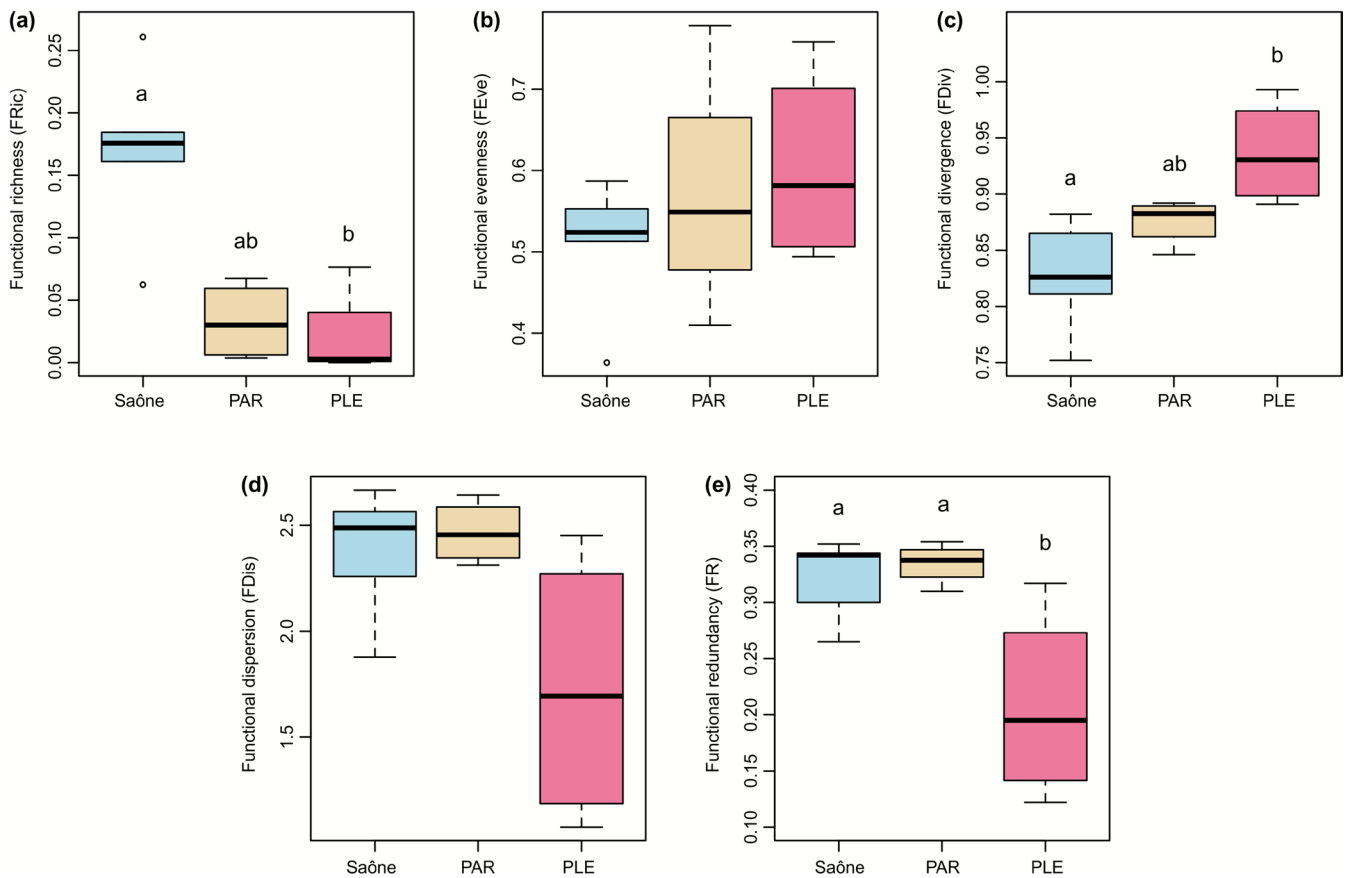 (a)
Functional richness (FRic)
0.25
0.20
0.15
0.10
0.05
0.00
a
ab
b
Saône PAR PLE
(b)
Functional evenness (FEve)
0.7
0.6
0.5
0.4
Saône PAR PLE
(c)
Functional divergence (FDiv)
1.00
0.95
0.90
0.85
0.80
0.75
a
ab
b
Saône PAR PLE
(d)
Functional dispersion (FDis)
2.5
2.0
1.5
Saône PAR PLE
(e)
Functional redundancy (FR)
0.40
0.35
0.30
0.25
0.20
0.15
0.10
a
a
b
Saône PAR PLE